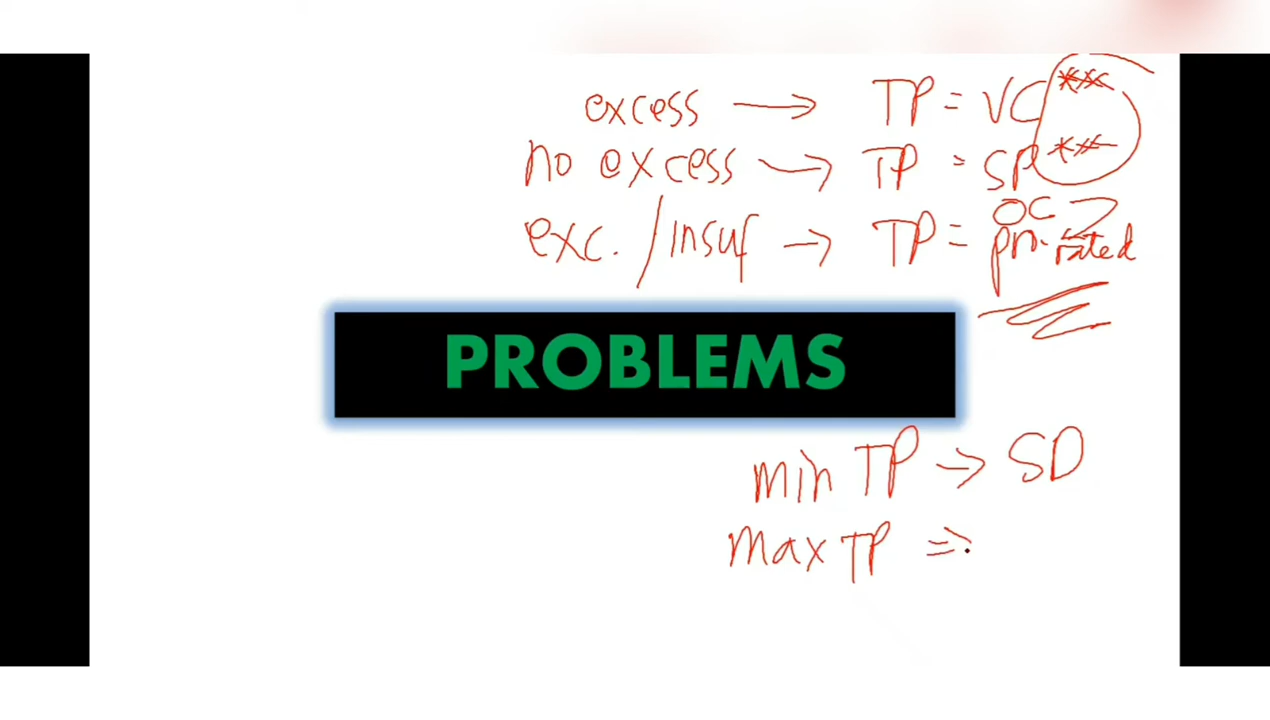 excess → TP = VC ***
no excess → TP = SP ***
exc. / insuf → TP = OC pro-rated
PROBLEMS
min TP → SD
max TP ⇒